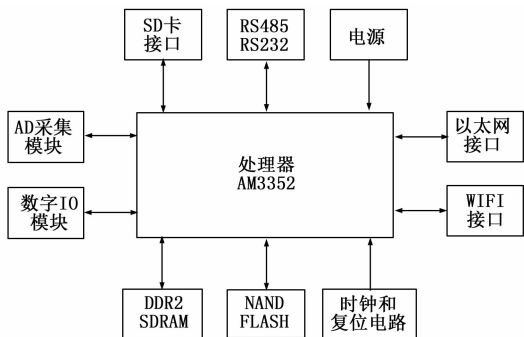 SD卡
接口
RS485
RS232
电源
AD采集
模块
处理器
AM3352
以太网
接口
数字IO
模块
WIFI
接口
DDR2
SDRAM
NAND
FLASH
时钟和
复位电路